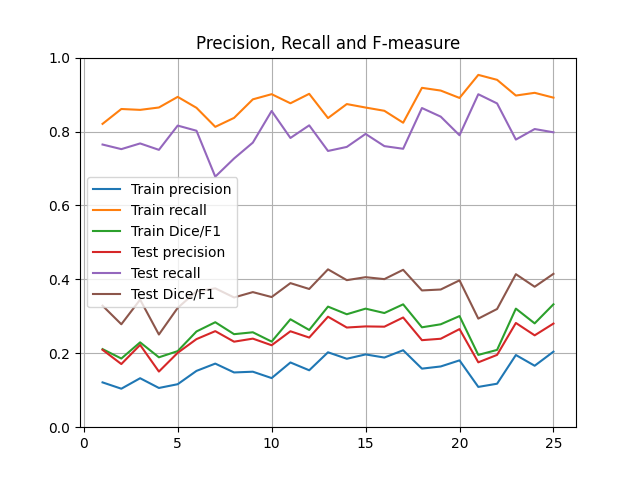 Precision, Recall and F-measure
1.0
0.8
0.6
0.4
0.2
0.0
Train precision
Train recall
Train Dice/F1
Test precision
Test recall
Test Dice/F1
0 5 10 15 20 25